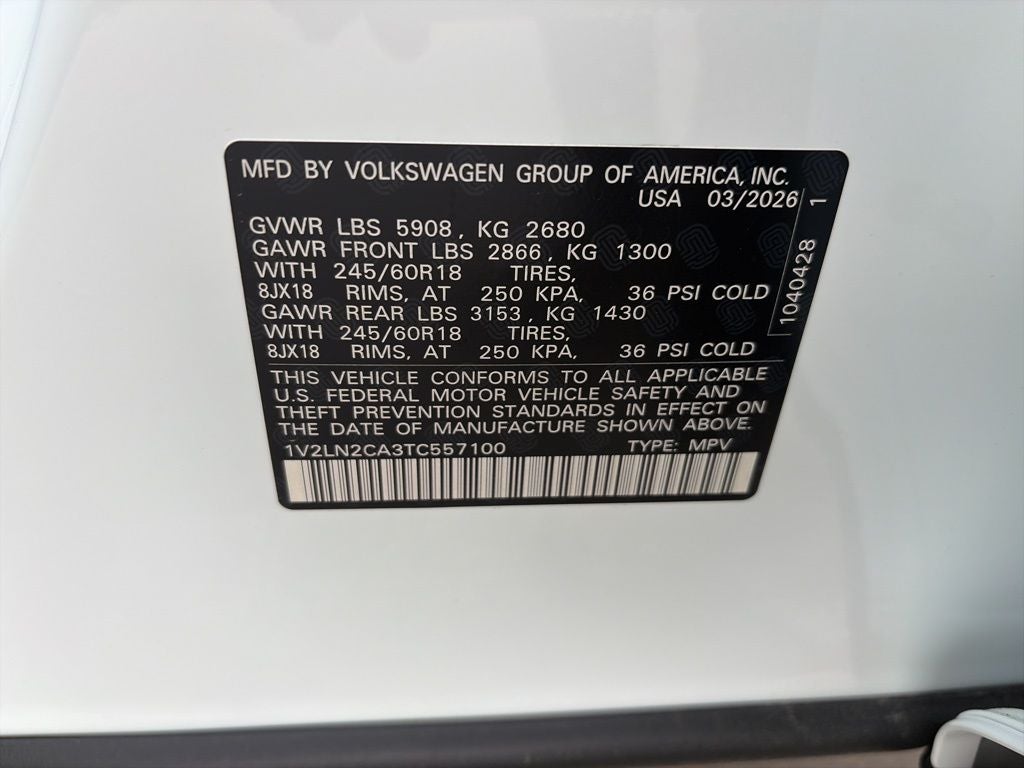 MFD BY VOLKSWAGEN GROUP OF AMERICA, INC.
USA 03/2026
GVWR LBS 5908, KG 2680
GAWR FRONT LBS 2866, KG 1300
WITH 245/60R18 TIRES,
8JX18 RIMS, AT 250 KPA, 36 PSI COLD
GAWR REAR LBS 3153, KG 1430
WITH 245/60R18 TIRES,
8JX18 RIMS, AT 250 KPA, 36 PSI COLD
THIS VEHICLE CONFORMS TO ALL APPLICABLE
U.S. FEDERAL MOTOR VEHICLE SAFETY AND
THEFT PREVENTION STANDARDS IN EFFECT ON
THE DATE OF MANUFACTURE SHOWN ABOVE.
1V2LN2CA3TC557100 TYPE: MPV
1040428 1